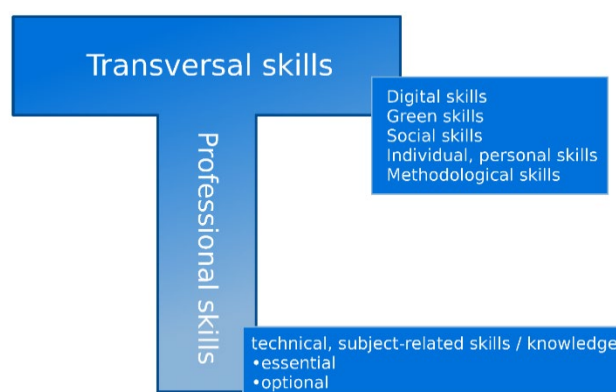 Transversal skills
Digital skills
Green skills
Social skills
Individual, personal skills
Methodological skills
Professional skills
technical, subject-related skills / knowledge
•essential
•optional